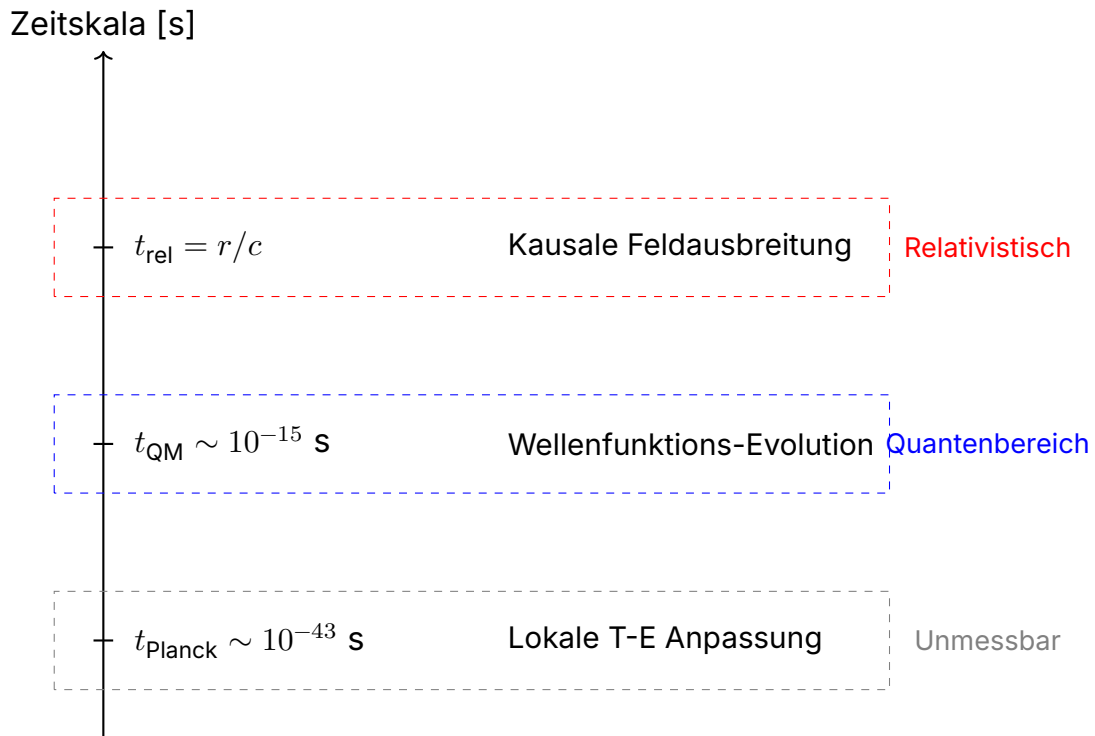 Zeitskala [s]
t_rel = r/c Kausale Feldausbreitung Relativistisch
t_QM ∼ 10⁻¹⁵ s Wellenfunktions-Evolution Quantenbereich
t_Planck ∼ 10⁻⁴³ s Lokale T-E Anpassung Unmessbar